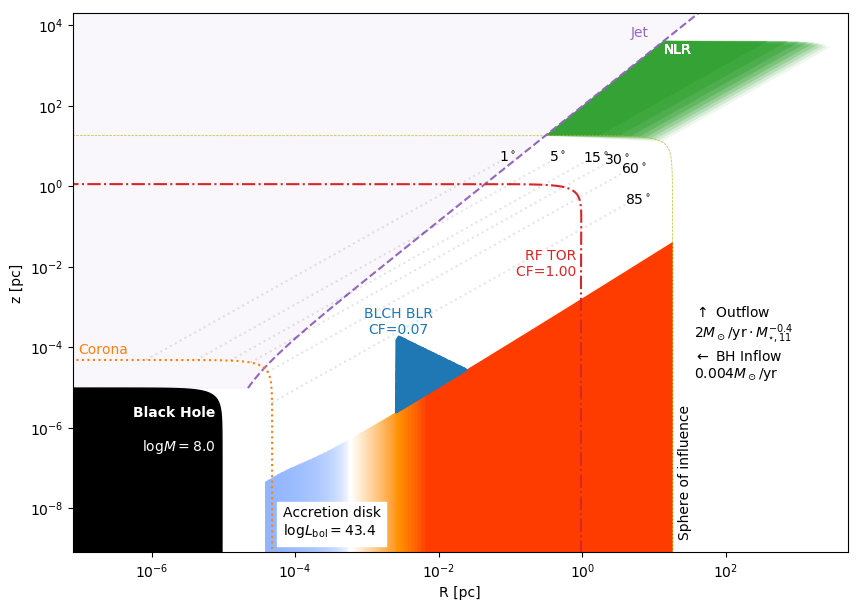 10⁴
10²
10⁰
10⁻²
10⁻⁴
10⁻⁶
10⁻⁸
z [pc]
Jet
NLR
1°
5°
15°
30°
60°
85°
RF TOR
CF=1.00
BLCH BLR
CF=0.07
↑ Outflow
2M⊙/yr · M•,11^−0.4
← BH Inflow
0.004M⊙/yr
Corona
Black Hole
logM = 8.0
Accretion disk
logL_bol = 43.4
Sphere of influence
10⁻⁶
10⁻⁴
10⁻²
10⁰
10²
R [pc]